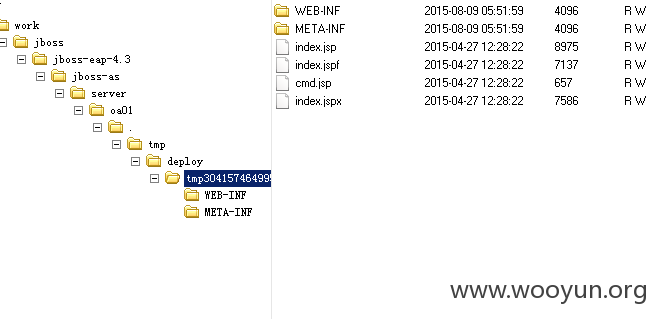 work
jboss
jboss-eap-4.3
jboss-as
server
oa01
.
tmp
deploy
tmp304157464999
WEB-INF
META-INF
WEB-INF 2015-08-09 05:51:59 4096 R W
META-INF 2015-08-09 05:51:59 4096 R W
index.jsp 2015-04-27 12:28:22 8975 R W
index.jspf 2015-04-27 12:28:22 7137 R W
cmd.jsp 2015-04-27 12:28:22 657 R W
index.jspx 2015-04-27 12:28:22 7586 R W
www.wooyun.org